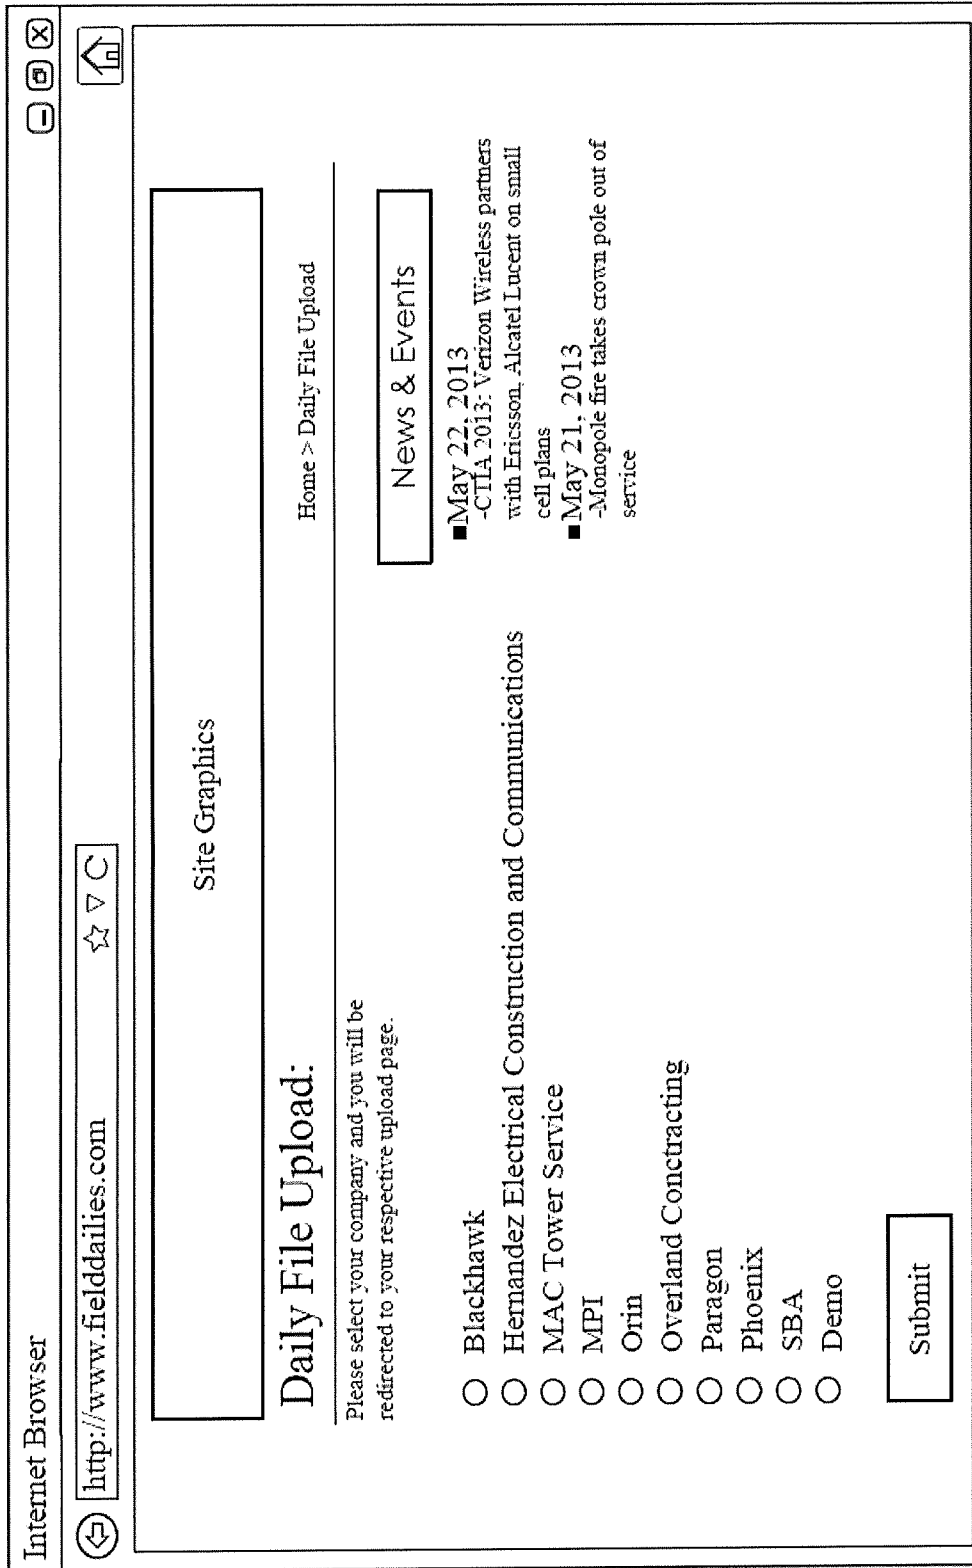 Internet Browser
http://www.fielddailies.com
Site Graphics
Daily File Upload:
Home > Daily File Upload
Please select your company and you will be
redirected to your respective upload page.
Blackhawk
Hernandez Electrical Construction and Communications
MAC Tower Service
MPI
Orin
Overland Conctracting
Paragon
Phoenix
SBA
Demo
Submit
News & Events
■May 22, 2013
-CTIA 2013: Verizon Wireless partners
with Ericsson, Alcatel Lucent on small
cell plans
■May 21, 2013
-Monopole fire takes crown pole out of
service